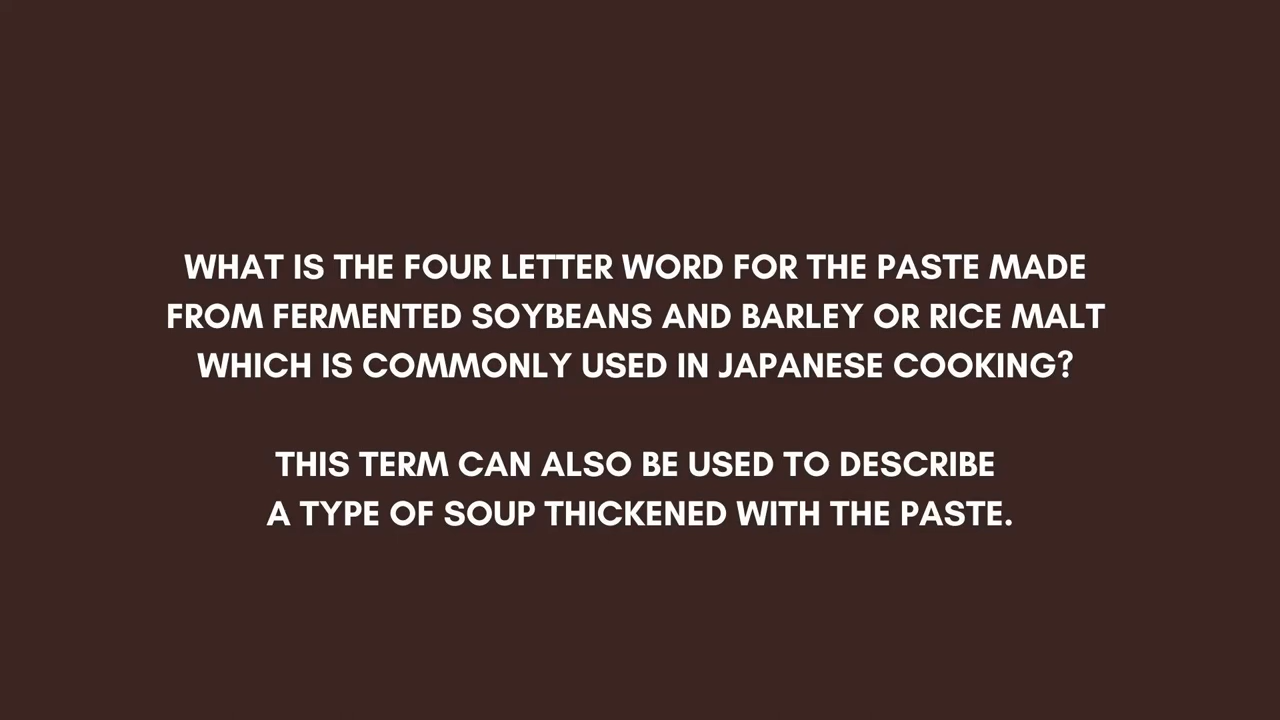 WHAT IS THE FOUR LETTER WORD FOR THE PASTE MADE
FROM FERMENTED SOYBEANS AND BARLEY OR RICE MALT
WHICH IS COMMONLY USED IN JAPANESE COOKING?
THIS TERM CAN ALSO BE USED TO DESCRIBE
A TYPE OF SOUP THICKENED WITH THE PASTE.